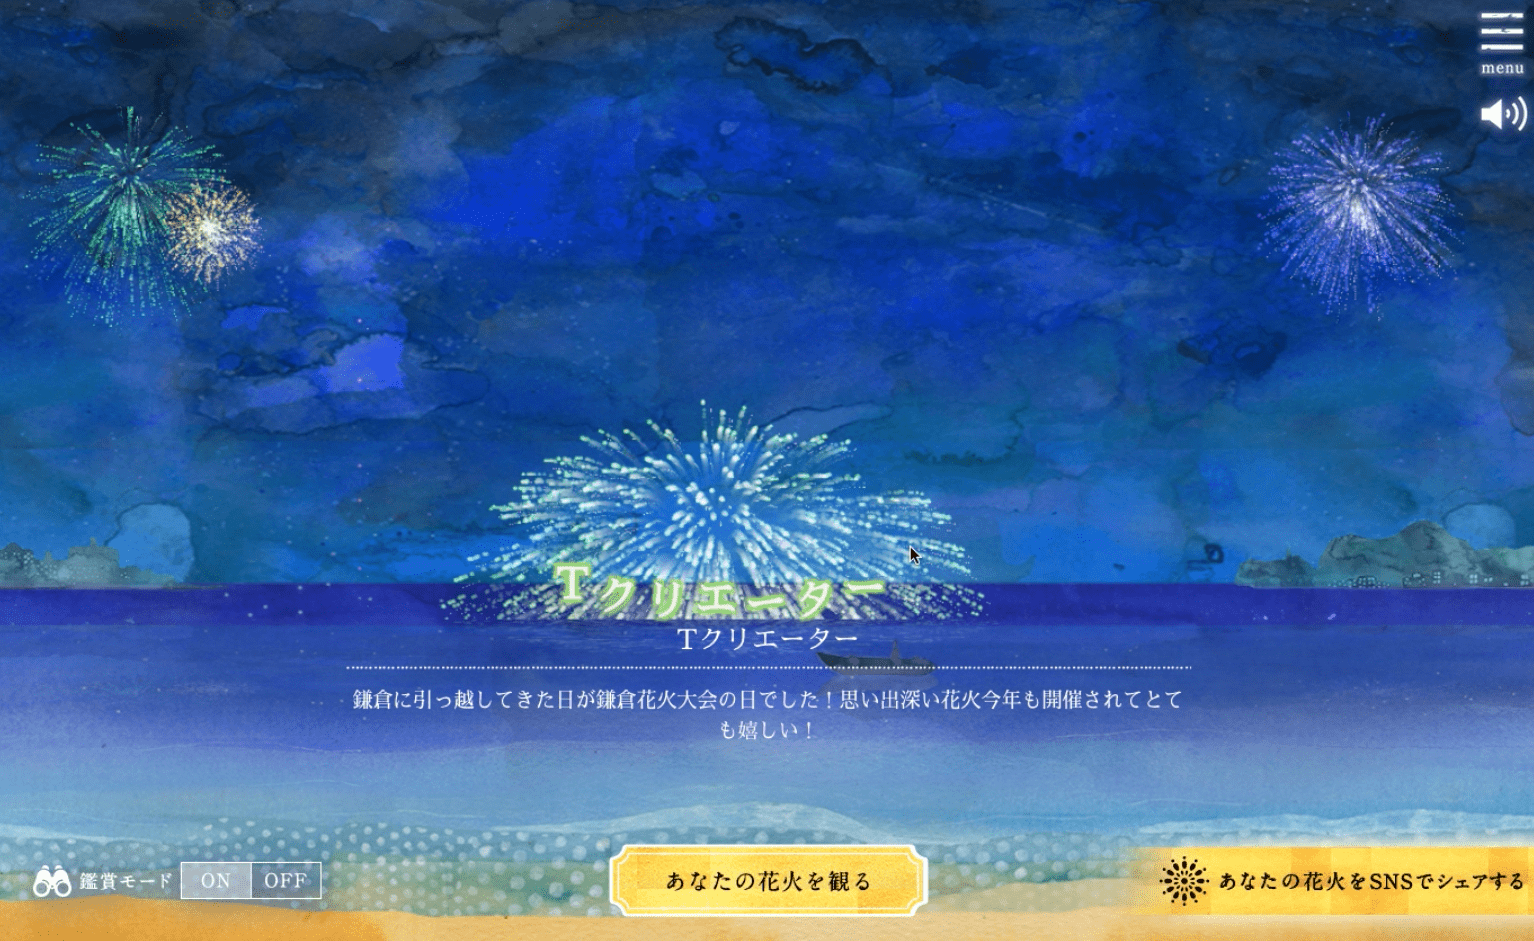 menu
Tクリエーター
Tクリエーター
鎌倉に引っ越してきた日が鎌倉花火大会の日でした！思い出深い花火今年も開催されてとて
も嬉しい！
鑑賞モード ON OFF
あなたの花火を観る
あなたの花火をSNSでシェアする